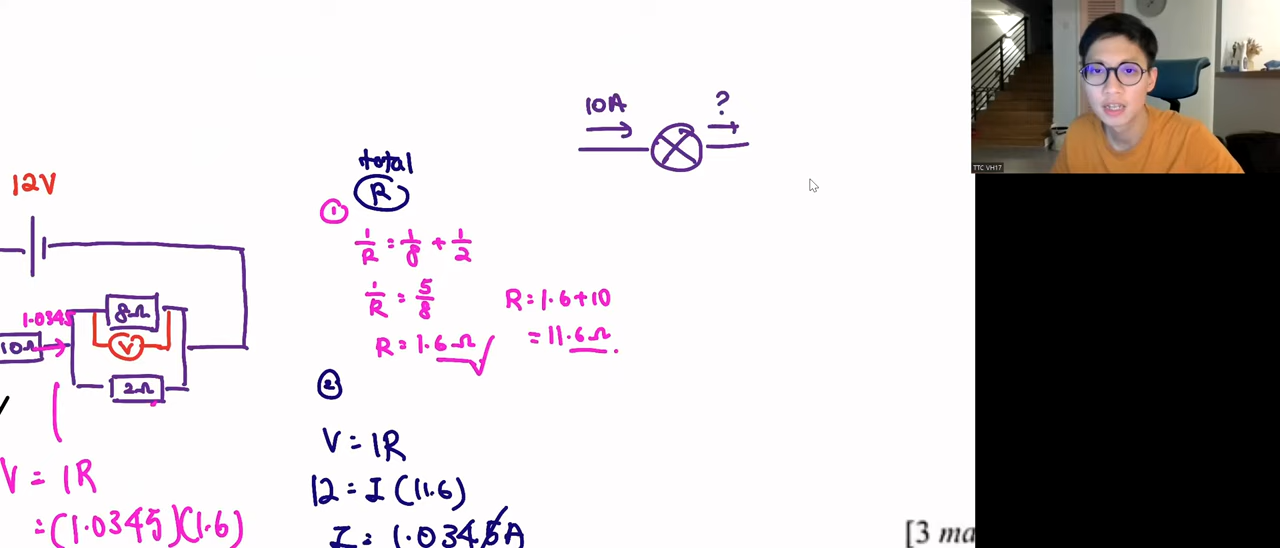 10A ?
total
R
12V
①
1/R = 1/8 + 1/2
1/R = 5/8
R = 1.6 + 10
R = 1.6Ω
= 11.6Ω.
8Ω
1.0345
10Ω
V
2Ω
②
V = IR
12 = I (11.6)
I = 1.0345A
V = IR
= (1.0345)(1.6)
[3 ma
TTC VH17